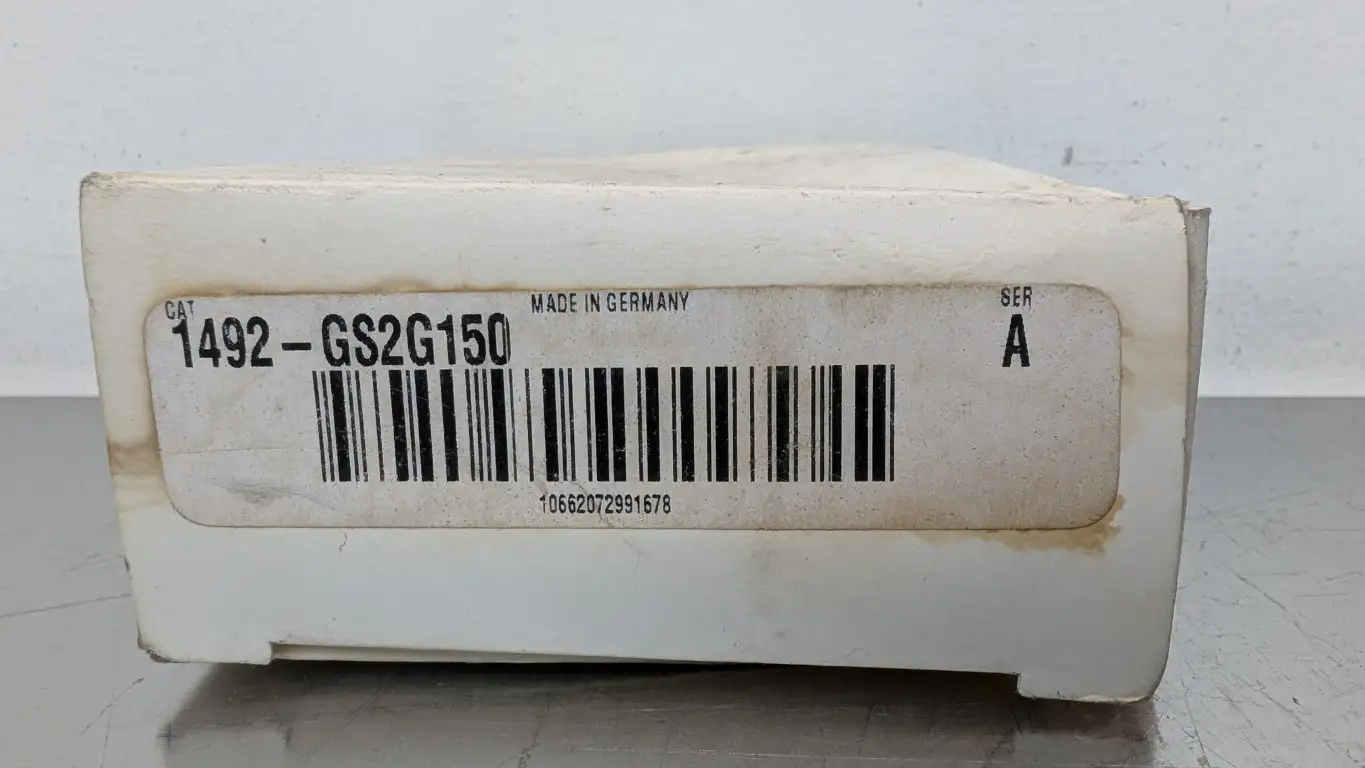 CAT
MADE IN GERMANY
SER
1492-GS2G150
A
10662072991678